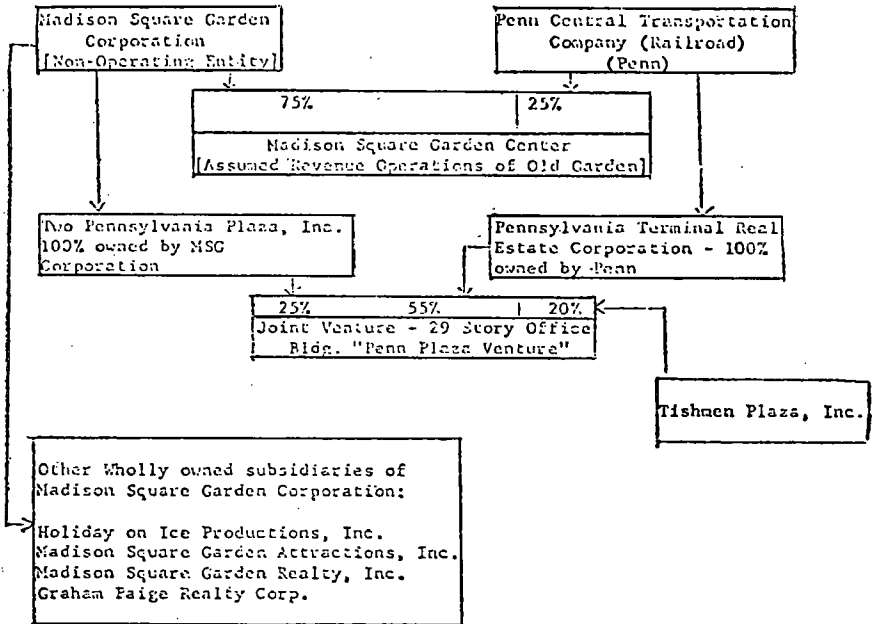 Madison Square Garden
Corporation
[Non-Operating Entity]
Penn Central Transportation
Company (Railroad)
(Penn)
75% 25%
Madison Square Garden Center
[Assumed Revenue Operations of Old Garden]
Two Pennsylvania Plaza, Inc.
100% owned by MSG
Corporation
Pennsylvania Terminal Real
Estate Corporation - 100%
owned by Penn
25% 55% 20%
Joint Venture - 29 Story Office
Bldg. "Penn Plaza Venture"
Tishmen Plaza, Inc.
Other Wholly owned subsidiaries of
Madison Square Garden Corporation:
Holiday on Ice Productions, Inc.
Madison Square Garden Attractions, Inc.
Madison Square Garden Realty, Inc.
Graham Paige Realty Corp.